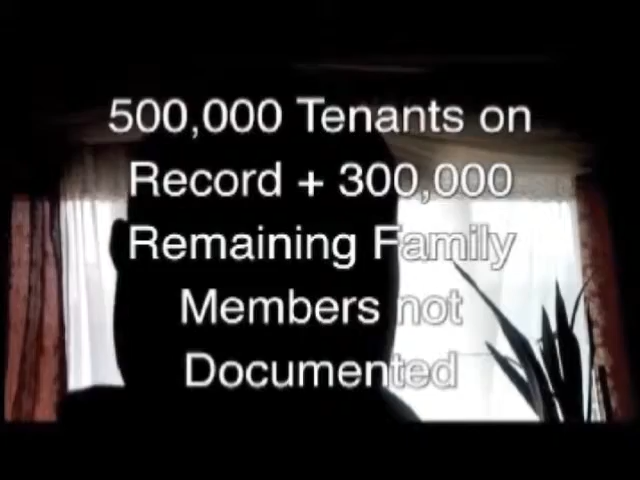 500,000 Tenants on
Record + 300,000
Remaining Family
Members not
Documented